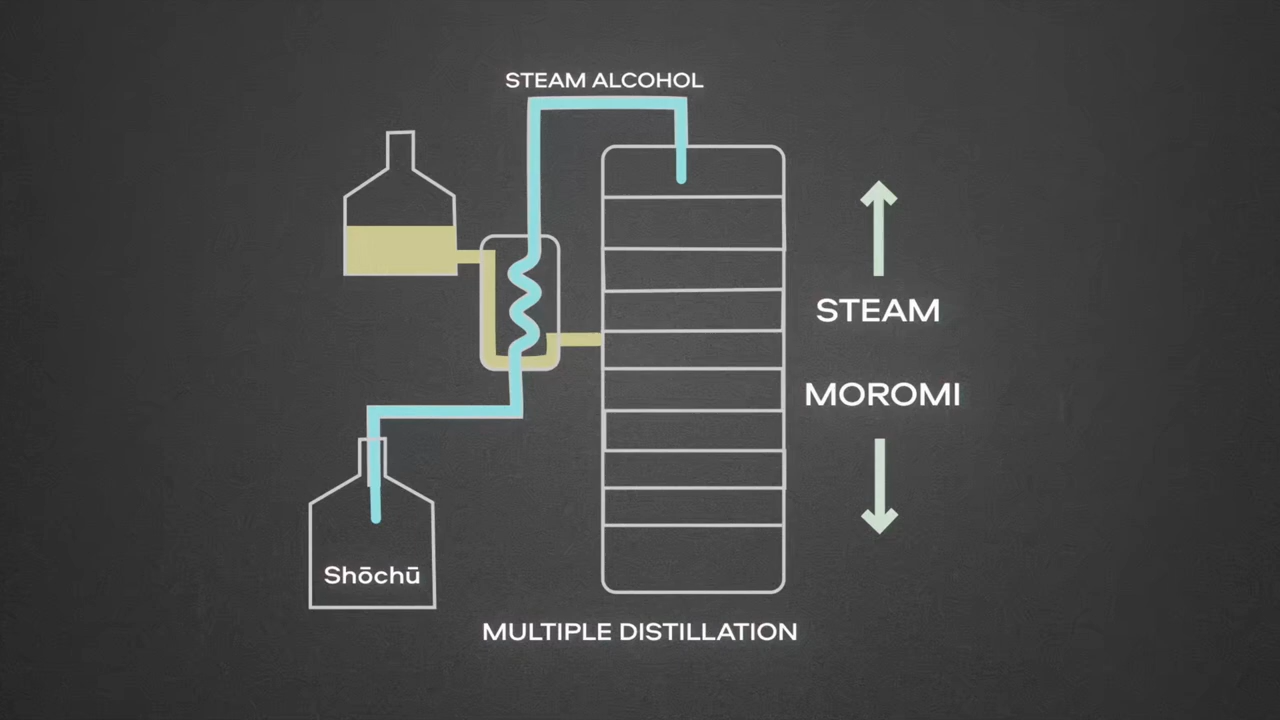 STEAM ALCOHOL
STEAM
MOROMI
Shōchū
MULTIPLE DISTILLATION